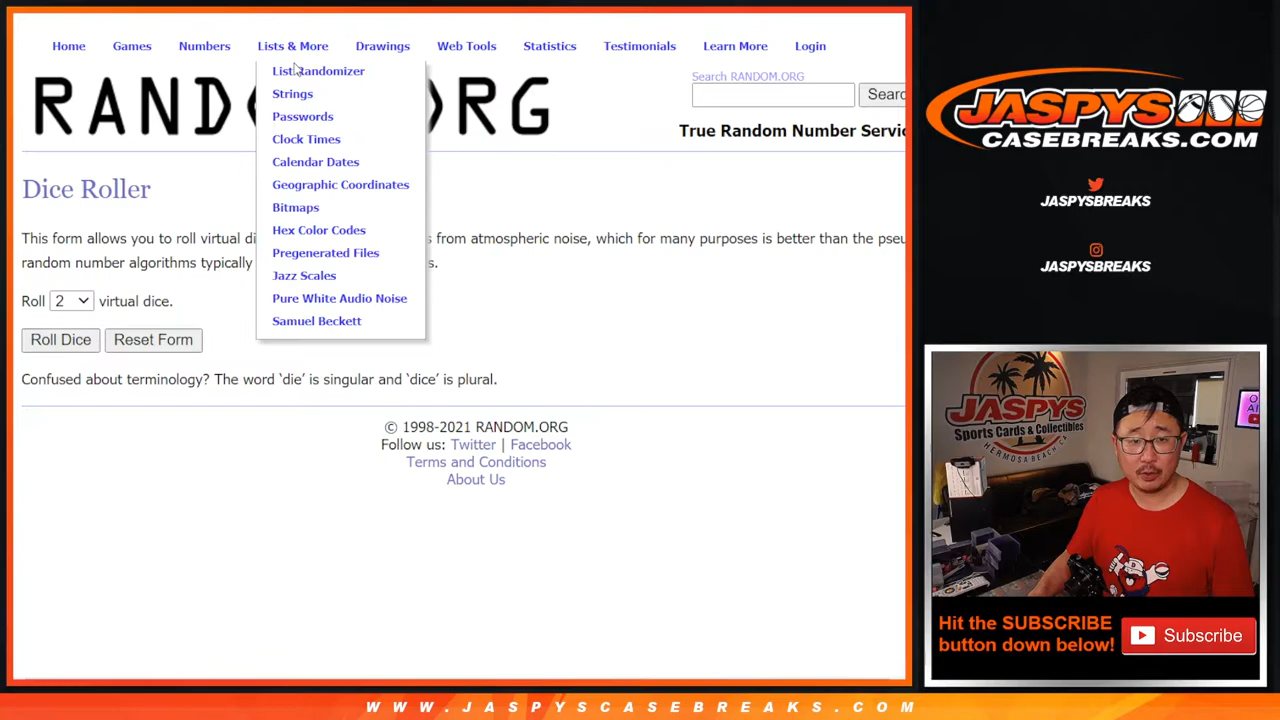 Home Games Numbers Lists & More Drawings Web Tools Statistics Testimonials Learn More Login
List Randomizer
Strings
Passwords
Clock Times
Calendar Dates
Geographic Coordinates
Bitmaps
Hex Color Codes
Pregenerated Files
Jazz Scales
Pure White Audio Noise
Samuel Beckett
RAND ORG
Search RANDOM.ORG
Searc
True Random Number Servic
Dice Roller
This form allows you to roll virtual di s from atmospheric noise, which for many purposes is better than the pseu
random number algorithms typically s.
Roll 2 virtual dice.
Roll Dice Reset Form
Confused about terminology? The word ‘die’ is singular and ‘dice’ is plural.
© 1998-2021 RANDOM.ORG
Follow us: Twitter | Facebook
Terms and Conditions
About Us
JASPYS
CASEBREAKS.COM
JASPYSBREAKS
JASPYSBREAKS
JASPYS
Sports Cards & Collectibles
HERMOSA BEACH, CA
Hit the SUBSCRIBE
button down below!
Subscribe
WWW.JASPYSCASEBREAKS.COM